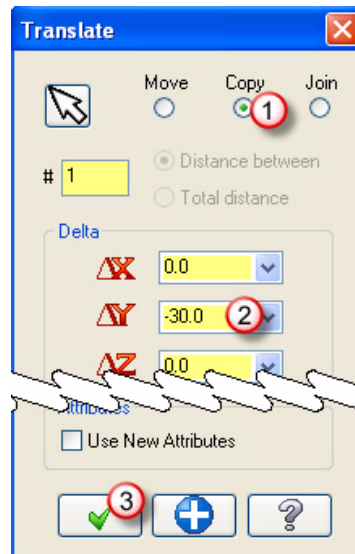 Translate
Move Copy Join
1
# 1
Distance between
Total distance
Delta
ΔX 0.0
ΔY -30.0 2
ΔZ 0.0
Attributes
Use New Attributes
3